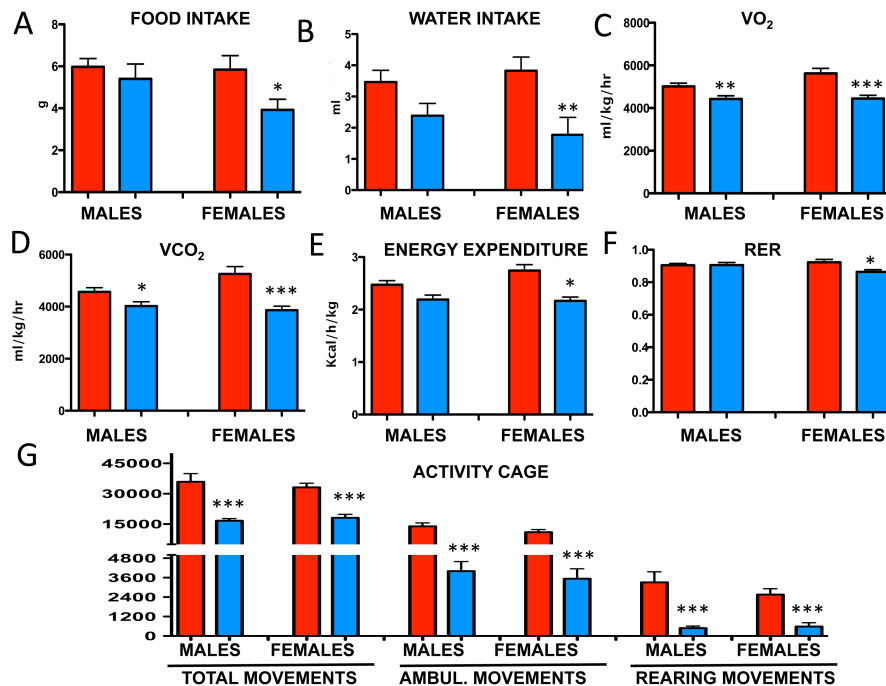 A
FOOD INTAKE
g
8
6
4
2
0
*
MALES
FEMALES
B
WATER INTAKE
ml
5
4
3
2
1
0
**
MALES
FEMALES
C
VO2
ml/kg/hr
8000
6000
4000
2000
0
**
***
MALES
FEMALES
D
VCO2
ml/kg/hr
6000
4000
2000
0
*
***
MALES
FEMALES
E
ENERGY EXPENDITURE
Kcal/h/kg
3
2
1
0
*
MALES
FEMALES
F
RER
1.0
0.8
0.6
0.4
0.2
0.0
*
MALES
FEMALES
G
ACTIVITY CAGE
45000
30000
15000
4800
3600
2400
1200
0
***
***
***
***
***
***
MALES FEMALES MALES FEMALES MALES FEMALES
TOTAL MOVEMENTS AMBUL. MOVEMENTS REARING MOVEMENTS